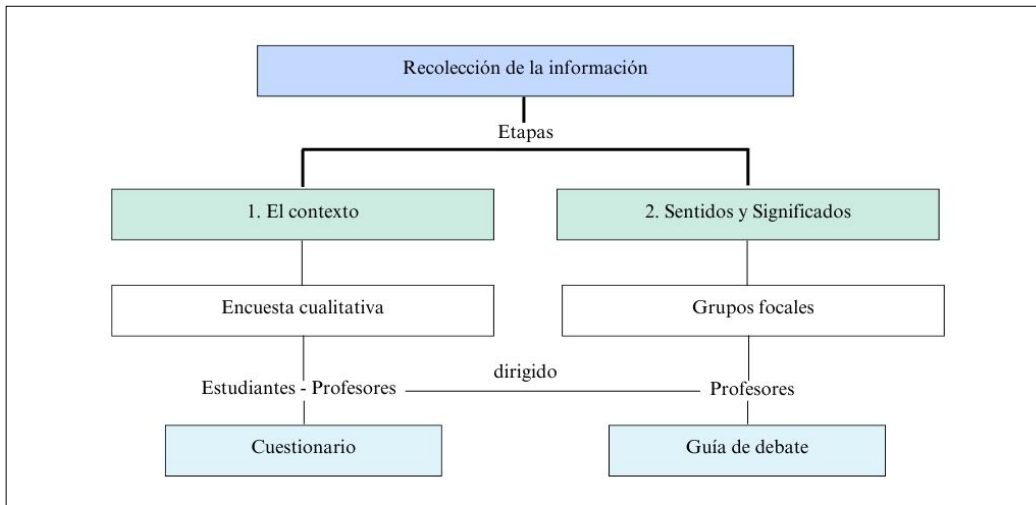 Recolección de la información
Etapas
1. El contexto
2. Sentidos y Significados
Encuesta cualitativa
Grupos focales
dirigido
Estudiantes - Profesores
Profesores
Cuestionario
Guía de debate